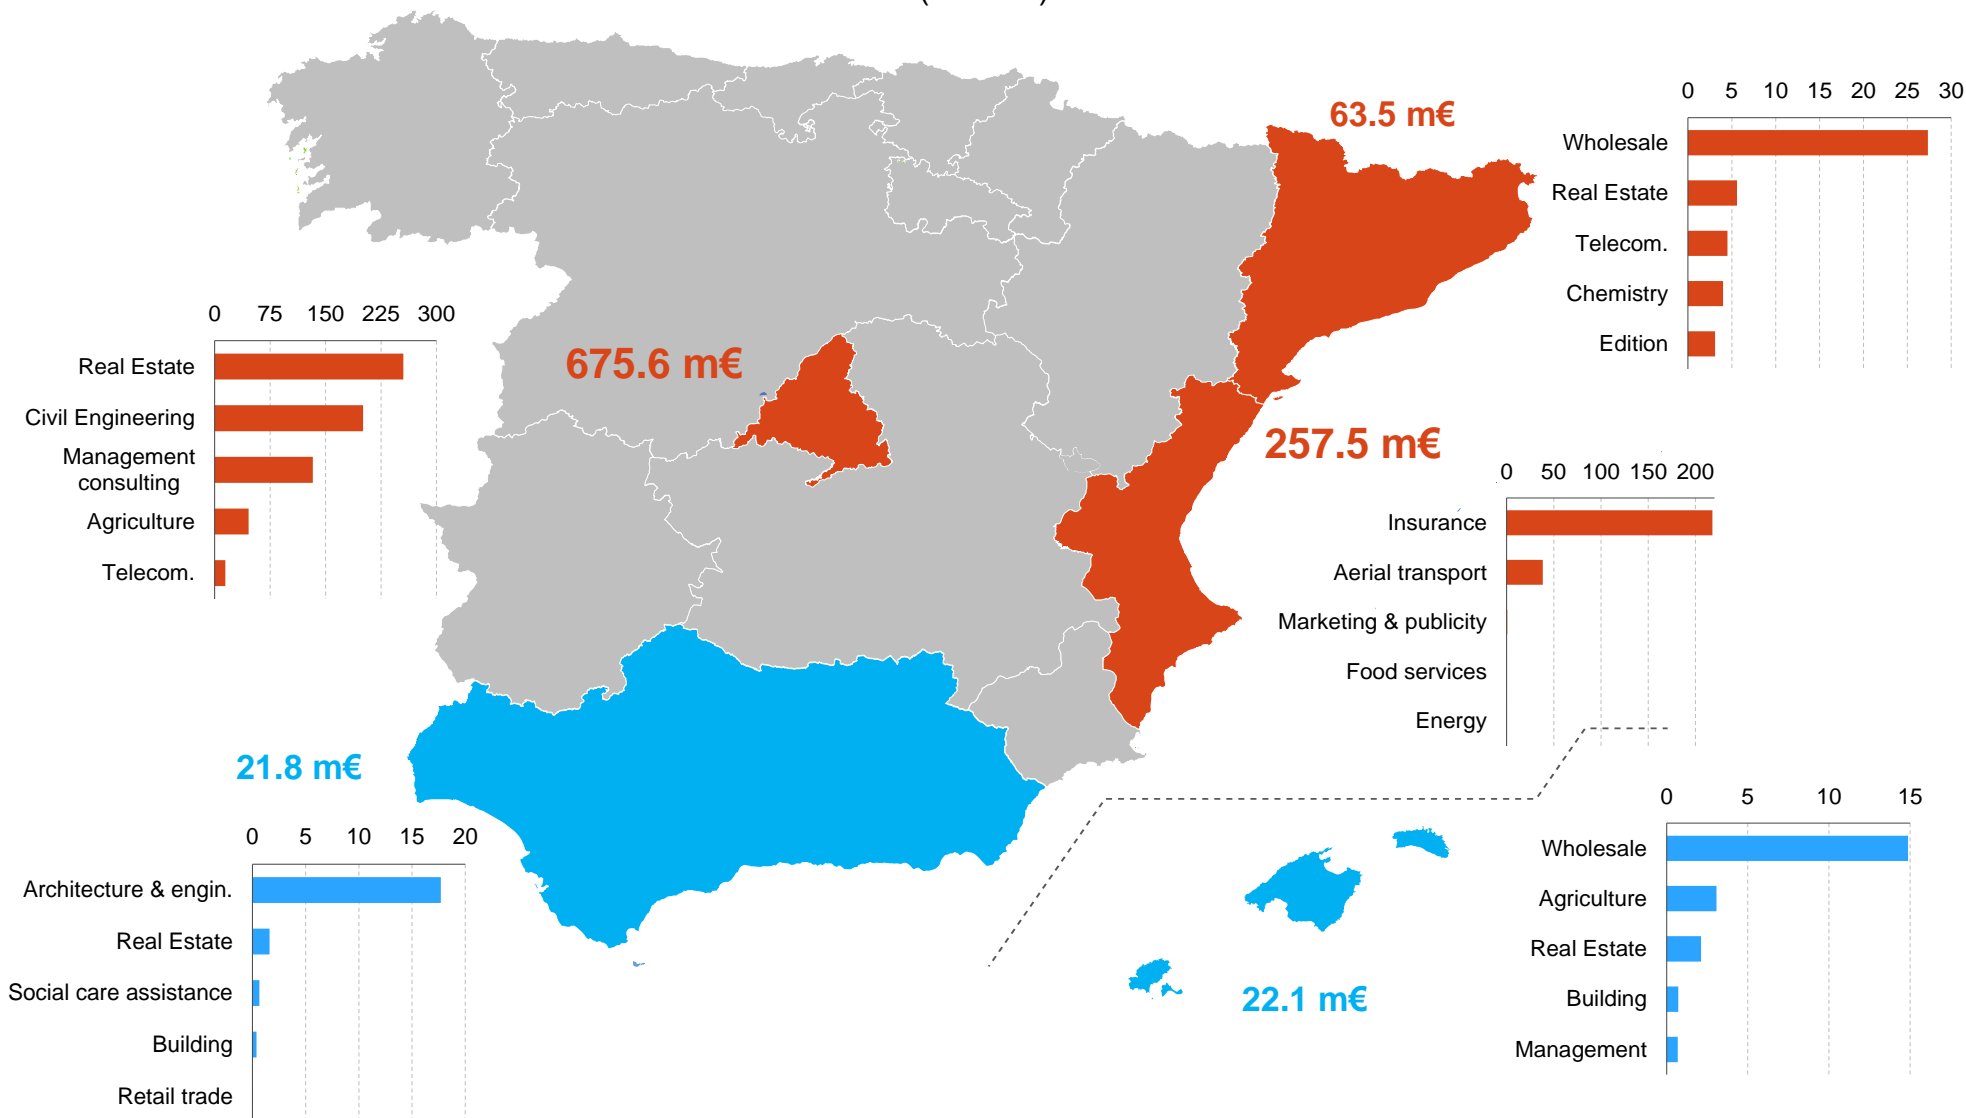 63.5 m€
0 5 10 15 20 25 30
Wholesale
Real Estate
Telecom.
Chemistry
Edition
0 75 150 225 300
Real Estate
Civil Engineering
Management
consulting
Agriculture
Telecom.
675.6 m€
257.5 m€
0 50 100 150 200
Insurance
Aerial transport
Marketing & publicity
Food services
Energy
21.8 m€
0 5 10 15 20
Architecture & engin.
Real Estate
Social care assistance
Building
Retail trade
22.1 m€
0 5 10 15
Wholesale
Agriculture
Real Estate
Building
Management